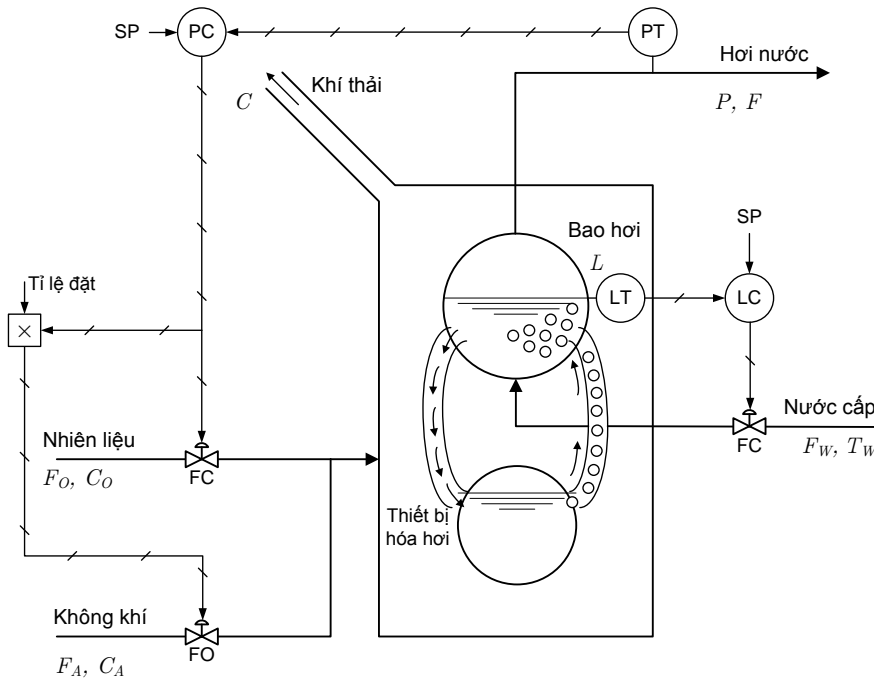 SP
PC
PT
Hơi nước
Khí thải
C
P, F
SP
Bao hơi
L
LT
LC
Tỉ lệ đặt
×
Nước cấp
Nhiên liệu
FC
F_W, T_W
F_O, C_O
FC
Thiết bị
hóa hơi
Không khí
FO
F_A, C_A